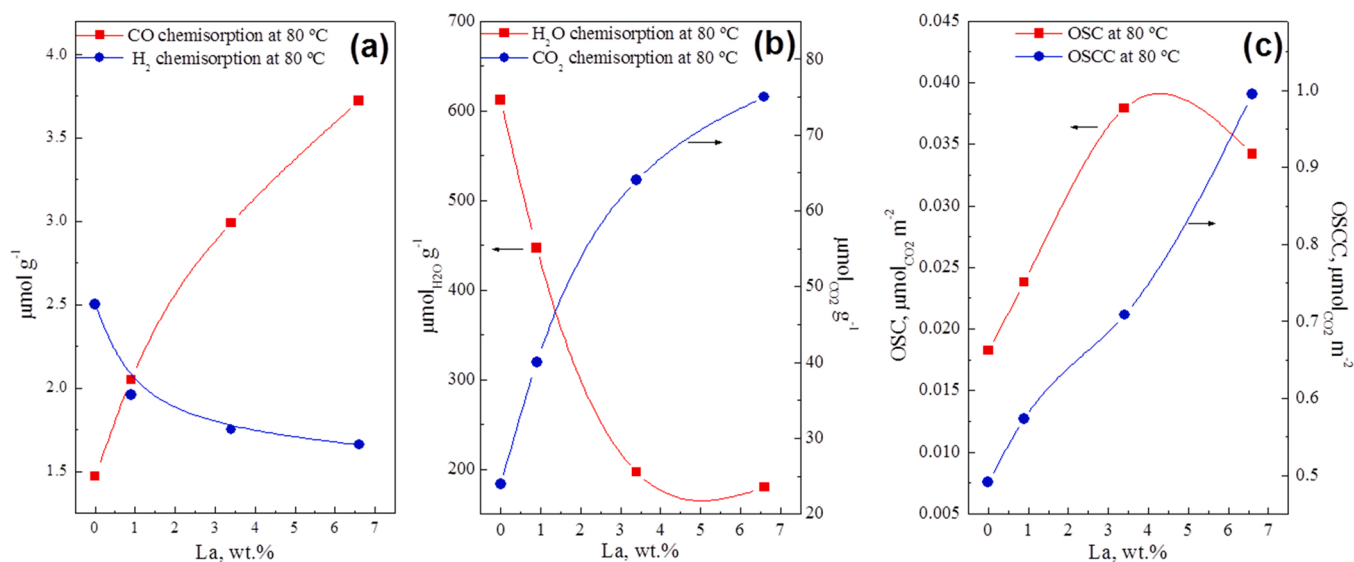 (a)
CO chemisorption at 80 ºC
H2 chemisorption at 80 ºC
4.0
3.5
3.0
2.5
2.0
1.5
μmol g-1
0 1 2 3 4 5 6 7
La, wt.%
(b)
H2O chemisorption at 80 ºC
CO2 chemisorption at 80 ºC
700
600
500
400
300
200
μmolH2O g-1
80
70
60
50
40
30
20
μmolCO2 g-1
0 1 2 3 4 5 6 7
La, wt.%
(c)
OSC at 80 ºC
OSCC at 80 ºC
0.045
0.040
0.035
0.030
0.025
0.020
0.015
0.010
0.005
OSC, μmolCO2 m-2
1.0
0.9
0.8
0.7
0.6
0.5
OSCC, μmolCO2 m-2
0 1 2 3 4 5 6 7
La, wt.%